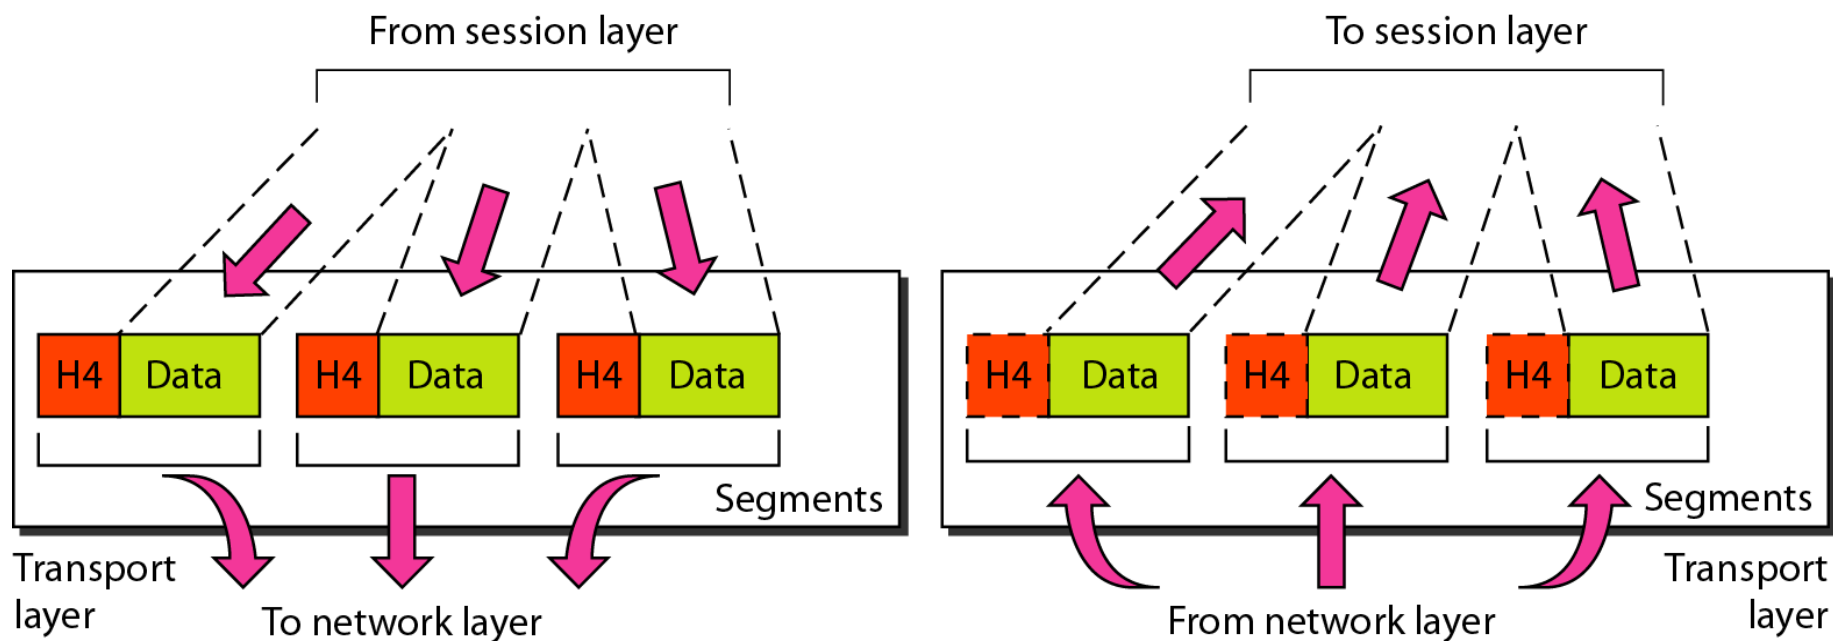 From session layer
H4 Data H4 Data H4 Data
Segments
Transport
layer
To network layer
To session layer
H4 Data H4 Data H4 Data
Segments
From network layer
Transport
layer